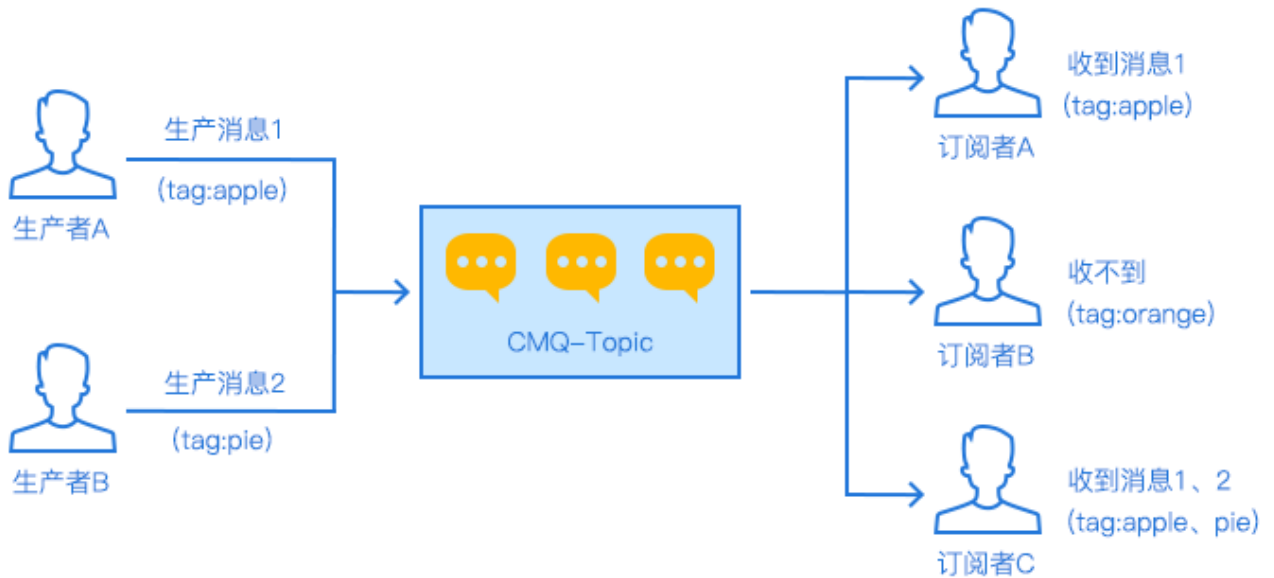 生产消息1
(tag:apple)
生产者A
生产消息2
(tag:pie)
生产者B
CMQ-Topic
收到消息1
(tag:apple)
订阅者A
收不到
(tag:orange)
订阅者B
收到消息1、2
(tag:apple、pie)
订阅者C